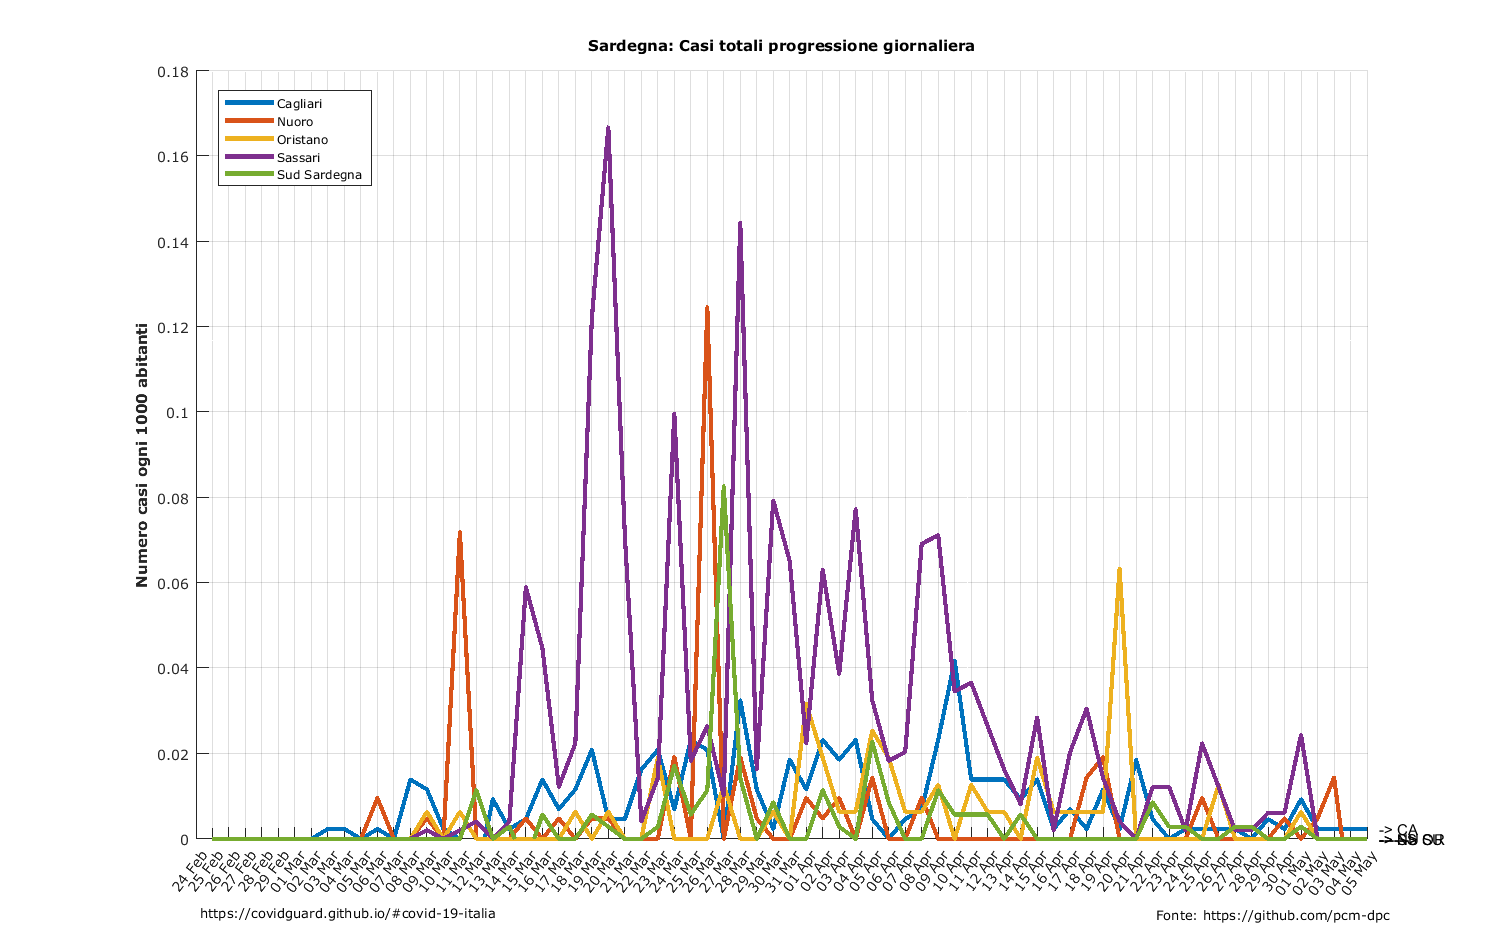 Sardegna: Casi totali progressione giornaliera
0.18
0.16
0.14
0.12
0.1
0.08
0.06
0.04
0.02
0
Numero casi ogni 1000 abitanti
Cagliari
Nuoro
Oristano
Sassari
Sud Sardegna
24 Feb
25 Feb
26 Feb
27 Feb
28 Feb
29 Feb
01 Mar
02 Mar
03 Mar
04 Mar
05 Mar
06 Mar
07 Mar
08 Mar
09 Mar
10 Mar
11 Mar
12 Mar
13 Mar
14 Mar
15 Mar
16 Mar
17 Mar
18 Mar
19 Mar
20 Mar
21 Mar
22 Mar
23 Mar
24 Mar
25 Mar
26 Mar
27 Mar
28 Mar
29 Mar
30 Mar
31 Mar
01 Apr
02 Apr
03 Apr
04 Apr
05 Apr
06 Apr
07 Apr
08 Apr
09 Apr
10 Apr
11 Apr
12 Apr
13 Apr
14 Apr
15 Apr
16 Apr
17 Apr
18 Apr
19 Apr
20 Apr
21 Apr
22 Apr
23 Apr
24 Apr
25 Apr
26 Apr
27 Apr
28 Apr
29 Apr
30 Apr
01 May
02 May
03 May
04 May
05 May
-> CA
https://covidguard.github.io/#covid-19-italia
Fonte: https://github.com/pcm-dpc